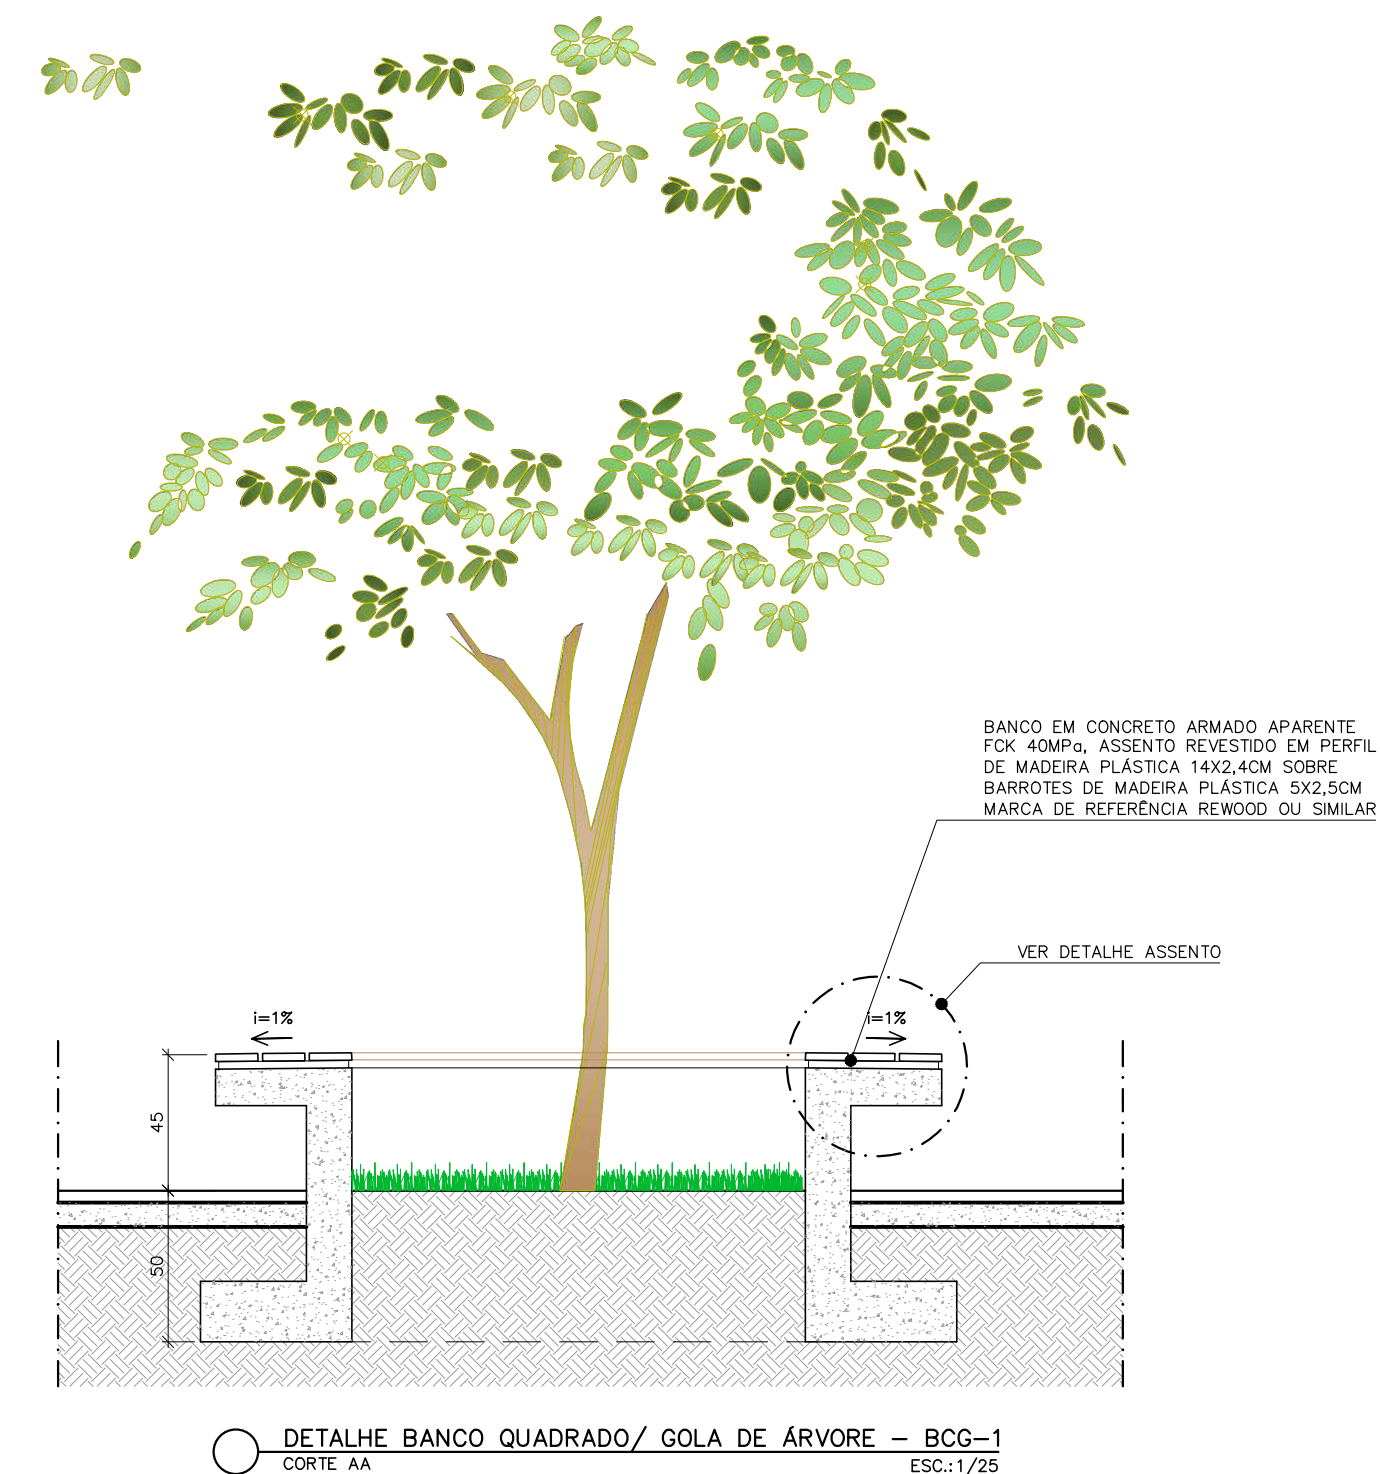 BANCO EM CONCRETO ARMADO APARENTE
FCK 40MPa, ASSENTO REVESTIDO EM PERFIL
DE MADEIRA PLÁSTICA 14X2,4CM SOBRE
BARROTES DE MADEIRA PLÁSTICA 5X2,5CM
MARCA DE REFERÊNCIA REWOOD OU SIMILAR
VER DETALHE ASSENTO
i=1%
i=1%
45
50
DETALHE BANCO QUADRADO/ GOLA DE ÁRVORE – BCG–1
CORTE AA
ESC.:1/25